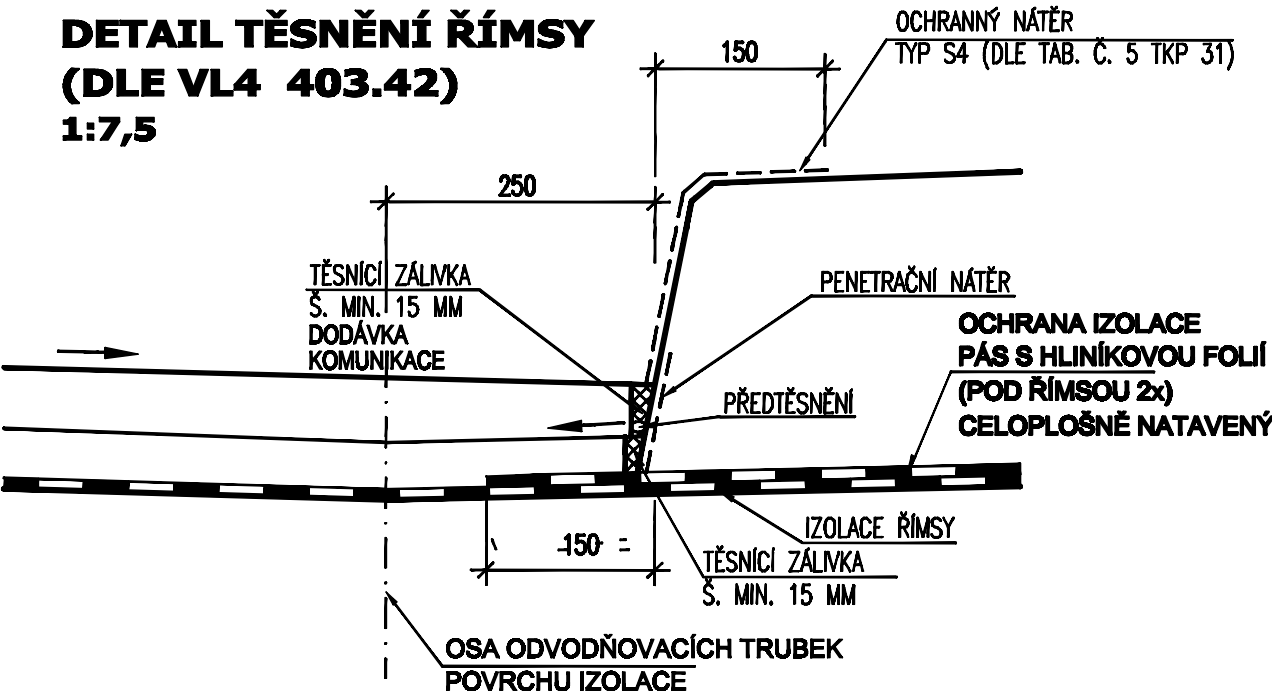 DETAIL TĚSNĚNÍ ŘÍMSY
(DLE VL4 403.42)
1:7,5
OCHRANNÝ NÁTĚR
TYP S4 (DLE TAB. Č. 5 TKP 31)
150
250
TĚSNÍCÍ ZÁLIVKA
Š. MIN. 15 MM
DODÁVKA
KOMUNIKACE
PENETRAČNÍ NÁTĚR
OCHRANA IZOLACE
PÁS S HLINÍKOVOU FOLIÍ
(POD ŘÍMSOU 2x)
CELOPLOŠNĚ NATAVENÝ
PŘEDTĚSNĚNÍ
IZOLACE ŘÍMSY
150
TĚSNÍCÍ ZÁLIVKA
Š. MIN. 15 MM
OSA ODVODŇOVACÍCH TRUBEK
POVRCHU IZOLACE